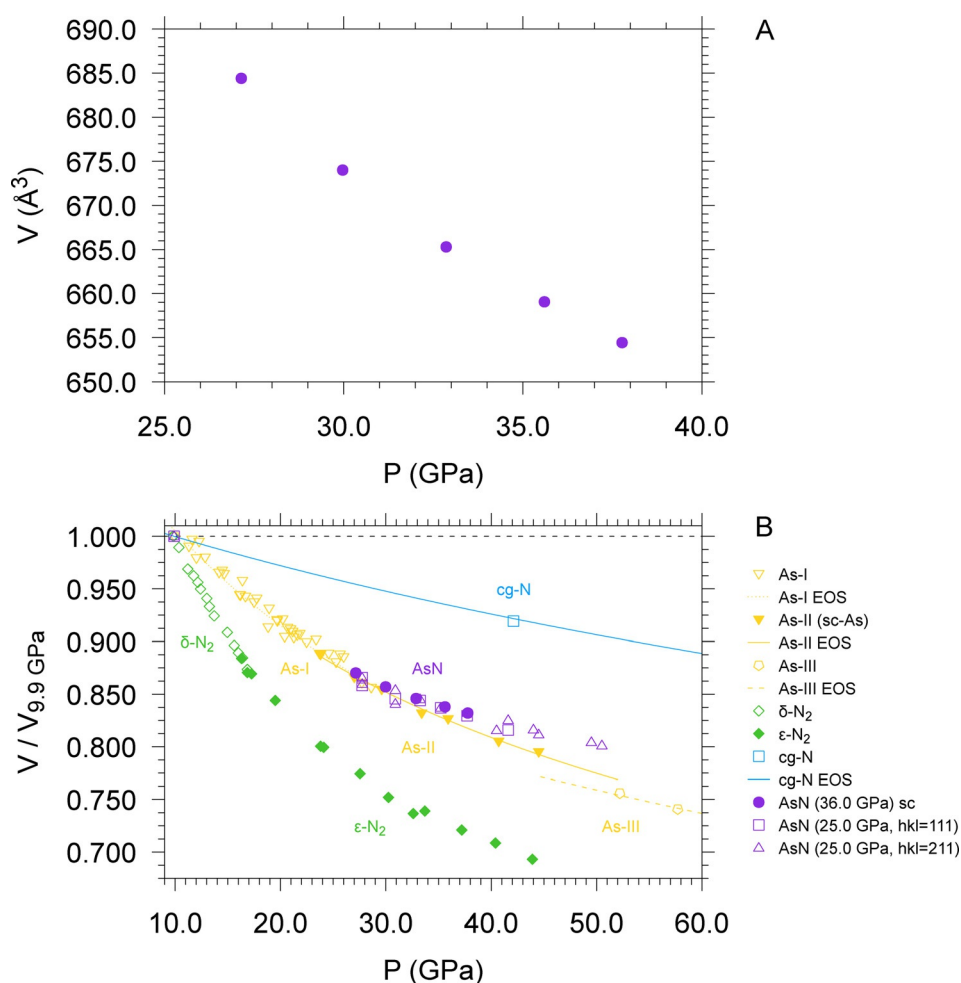 A
690.0
685.0
680.0
675.0
670.0
665.0
660.0
655.0
650.0
V (Å³)
25.0 30.0 35.0 40.0
P (GPa)
B
1.000
0.950
0.900
0.850
0.800
0.750
0.700
V / V9.9 GPa
cg-N
δ-N₂
As-I
AsN
As-II
ε-N₂
As-III
10.0 20.0 30.0 40.0 50.0 60.0
P (GPa)
As-I
As-I EOS
As-II (sc-As)
As-II EOS
As-III
As-III EOS
δ-N₂
ε-N₂
cg-N
cg-N EOS
AsN (36.0 GPa) sc
AsN (25.0 GPa, hkl=111)
AsN (25.0 GPa, hkl=211)